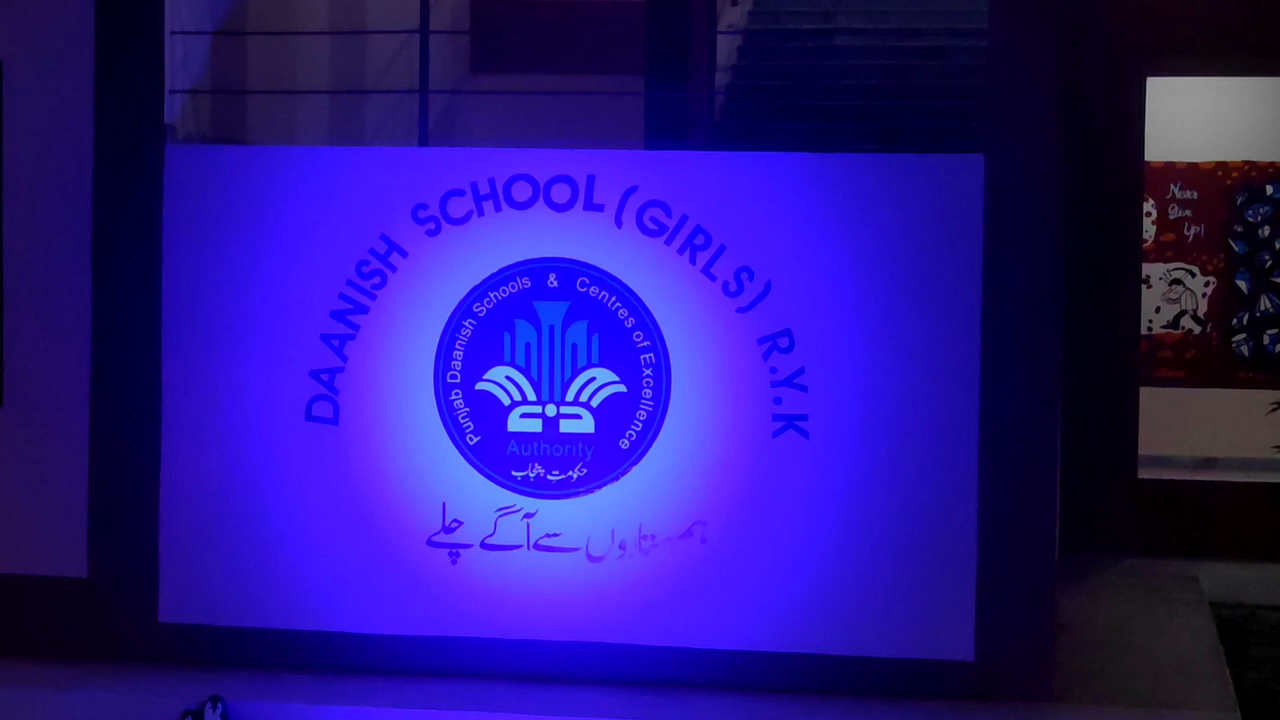 DAANISH SCHOOL (GIRLS) R.Y.K
Punjab Daanish Schools & Centres of Excellence
Authority
حکومتِ پنجاب
ہم ستاروں سے آگے چلے
Never
Give
Up!